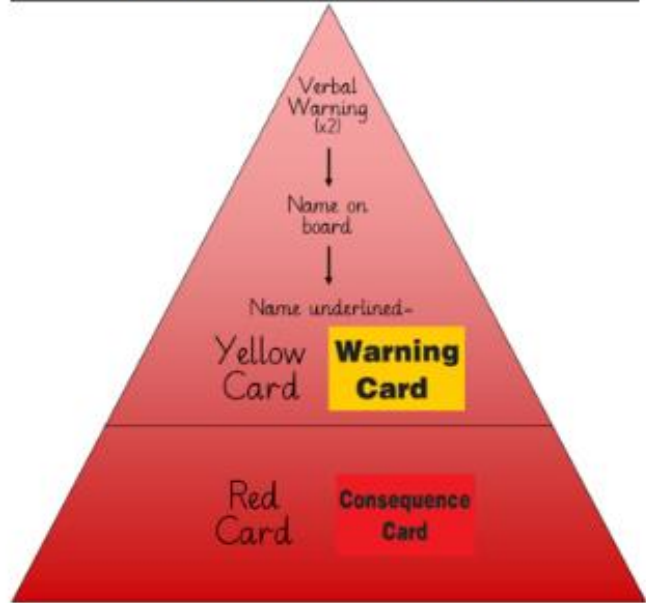 Verbal
Warning
(x2)
Name on
board
Name underlined-
Yellow
Card
Warning
Card
Red
Card
Consequence
Card